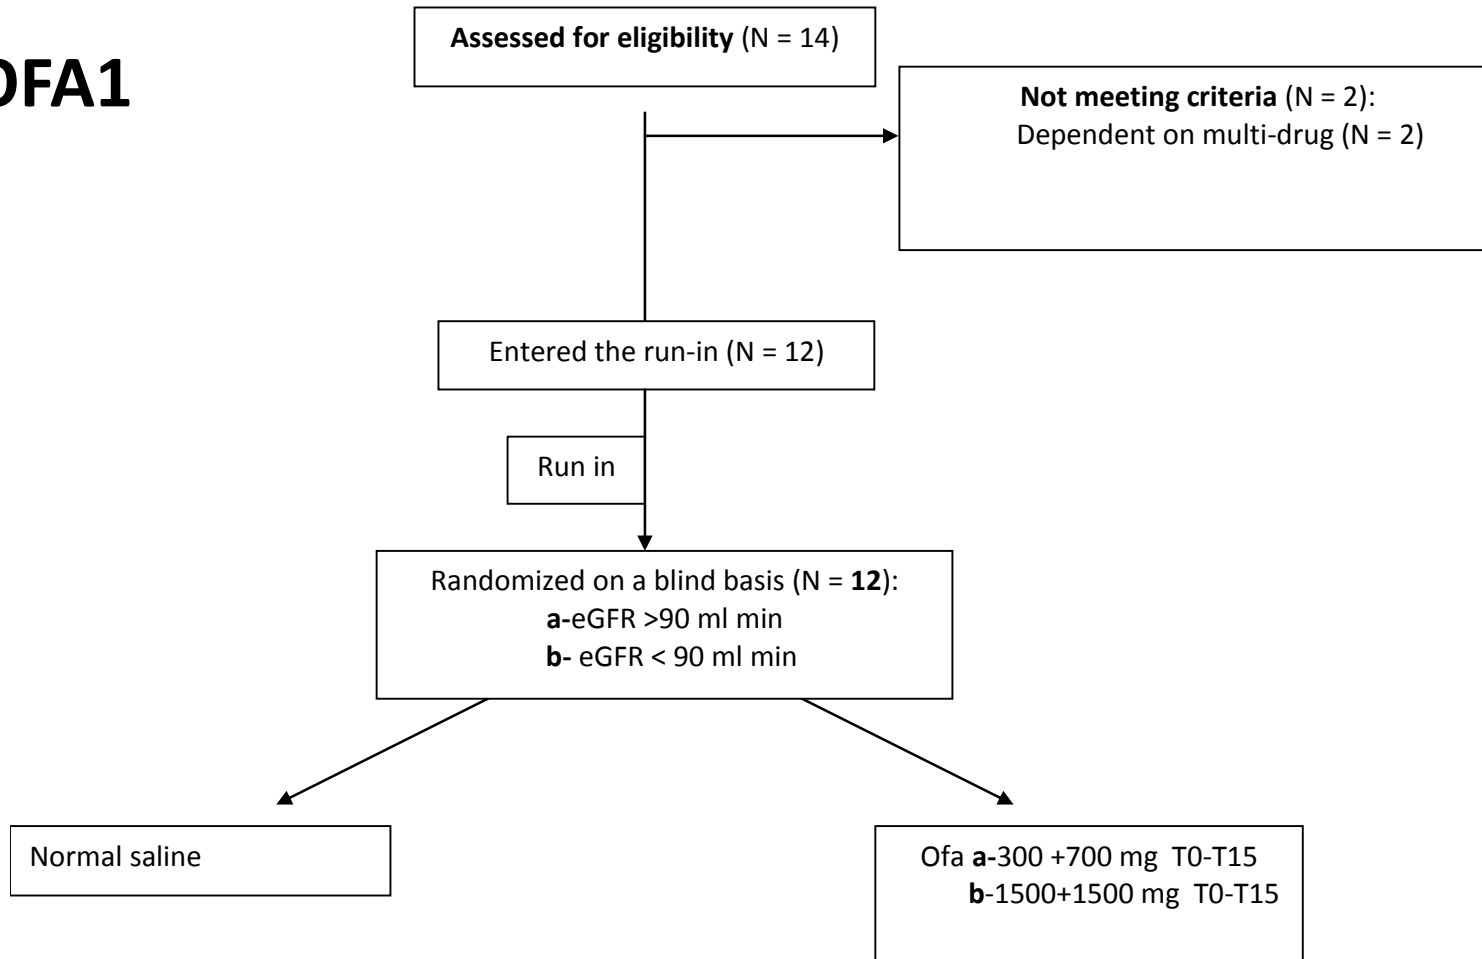 OFA1
Assessed for eligibility (N = 14)
Not meeting criteria (N = 2):
Dependent on multi-drug (N = 2)
Entered the run-in (N = 12)
Run in
Randomized on a blind basis (N = 12):
a-eGFR >90 ml min
b- eGFR < 90 ml min
Normal saline
Ofa a-300 +700 mg T0-T15
b-1500+1500 mg T0-T15